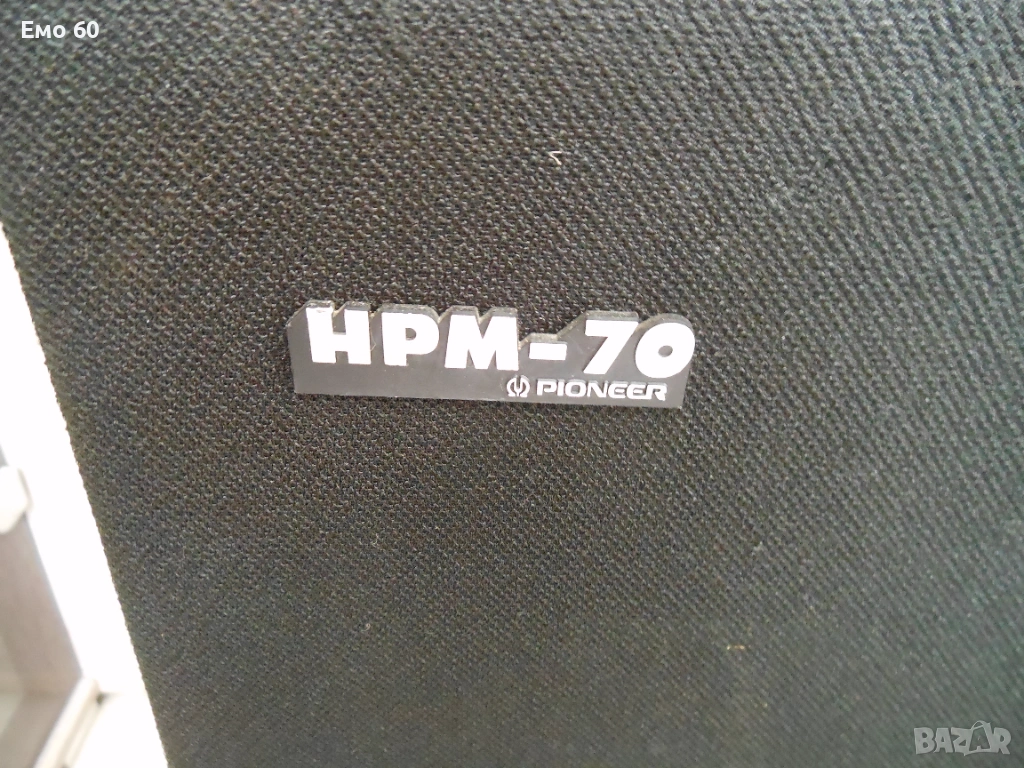 Емо 60
HPM-70
PIONEER
BAZAR